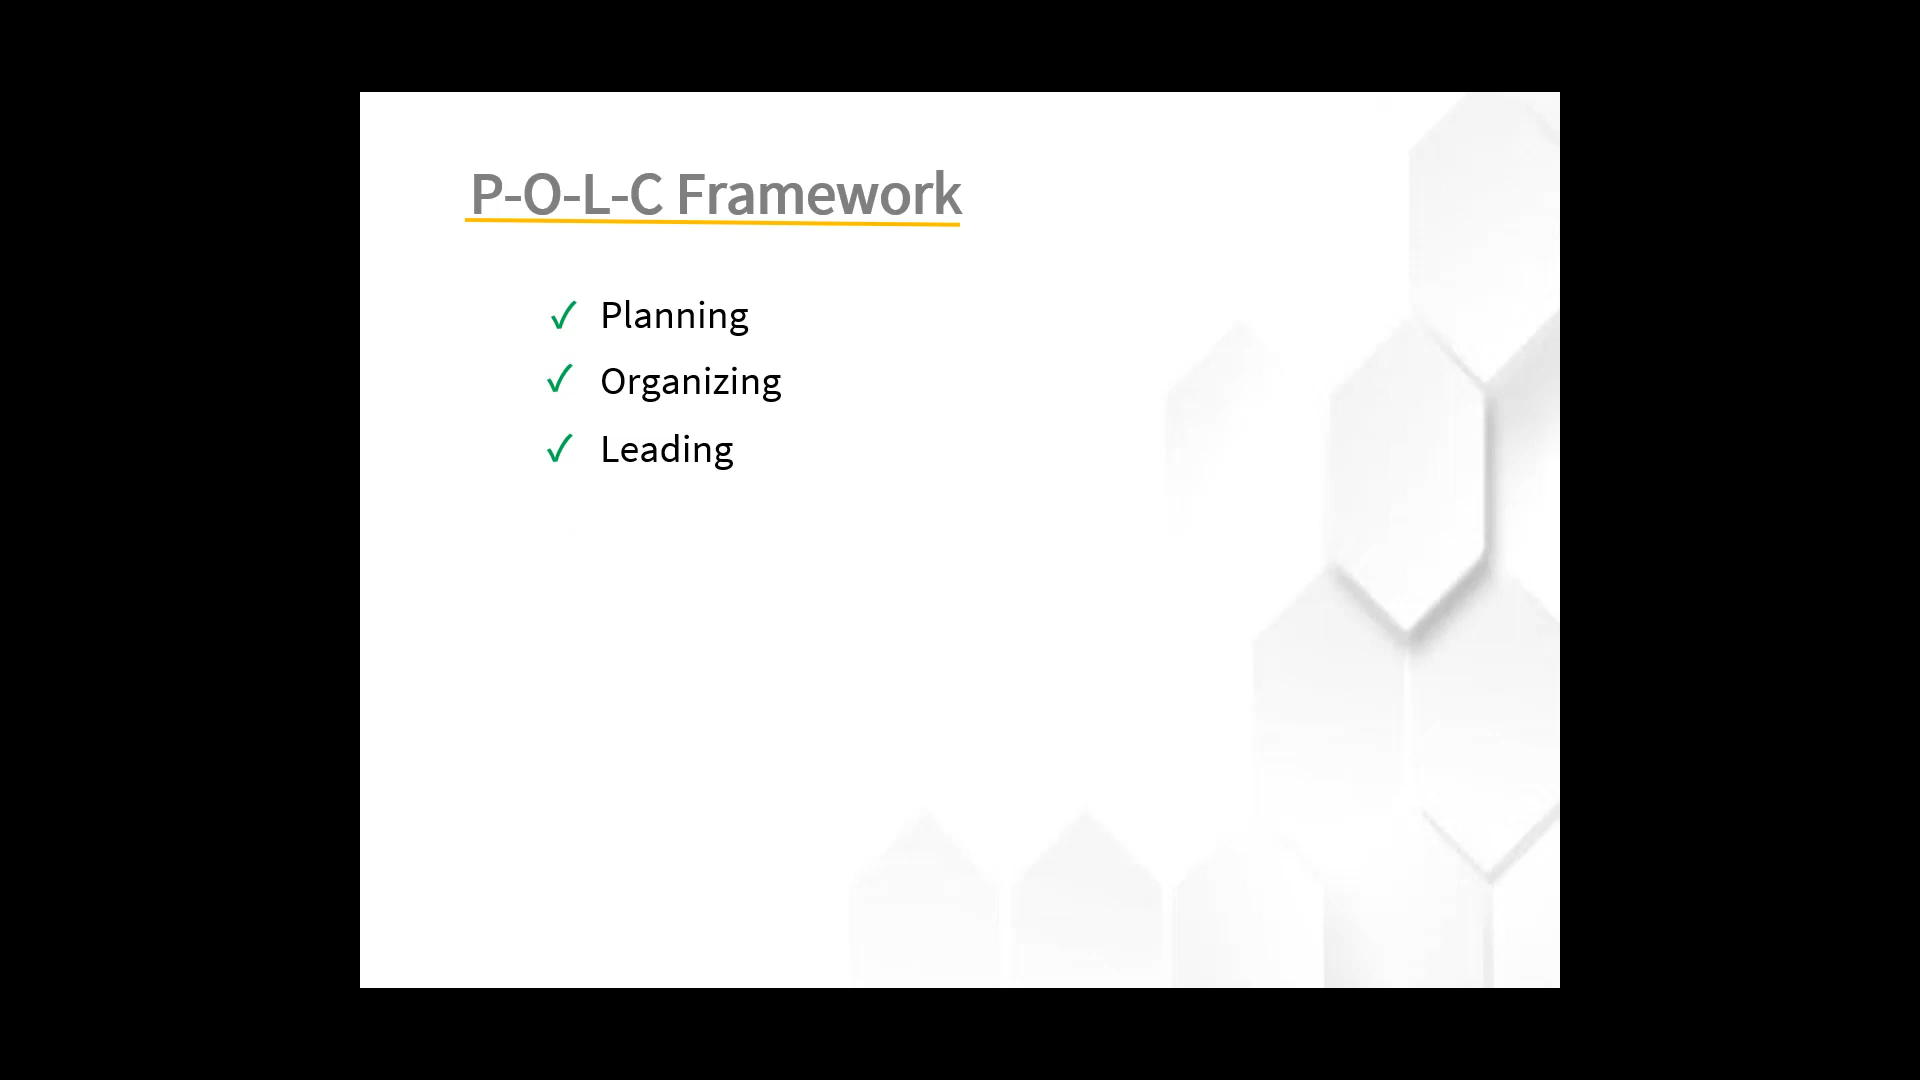 P-O-L-C Framework
✓ Planning
✓ Organizing
✓ Leading